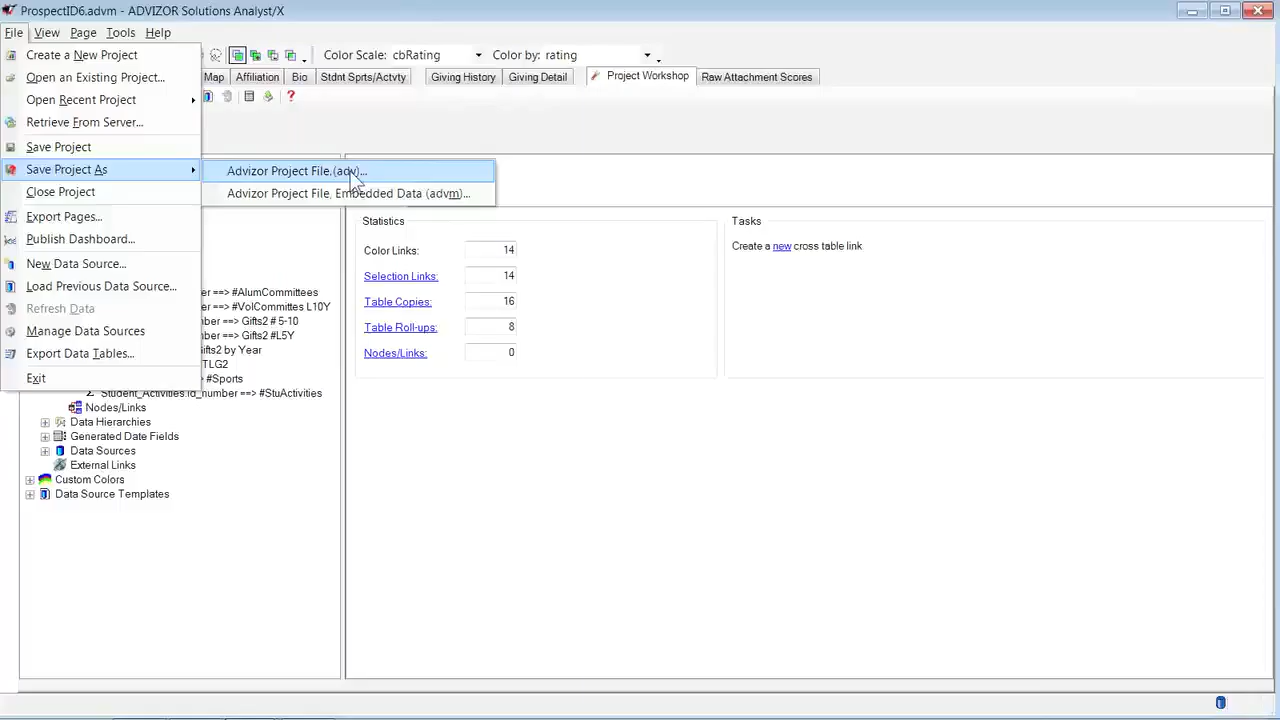 ProspectID6.advm - ADVIZOR Solutions Analyst/X
File View Page Tools Help
Color Scale: cbRating Color by: rating
Map Affiliation Bio Stdnt Sprts/Actvty Giving History Giving Detail Project Workshop Raw Attachment Scores
Create a New Project
Open an Existing Project...
Open Recent Project
Retrieve From Server...
Save Project
Save Project As
Close Project
Export Pages...
Publish Dashboard...
New Data Source...
Load Previous Data Source...
Refresh Data
Manage Data Sources
Export Data Tables...
Exit
Advizor Project File,(adv)...
Advizor Project File, Embedded Data (advm)...
==> #AlumCommittees
==> #VolCommittes L10Y
==> Gifts2 # 5-10
==> Gifts2 #L5Y
by Year
TLG2
#Sports
Student_Activities.id_number ==> #StuActivities
Nodes/Links
Data Hierarchies
Generated Date Fields
Data Sources
External Links
Custom Colors
Data Source Templates
Statistics
Color Links: 14
Selection Links: 14
Table Copies: 16
Table Roll-ups: 8
Nodes/Links: 0
Tasks
Create a new cross table link